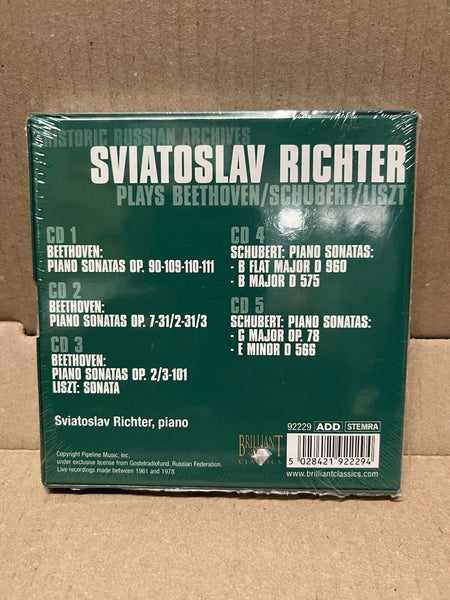 HISTORIC RUSSIAN ARCHIVES
SVIATOSLAV RICHTER
PLAYS BEETHOVEN/SCHUBERT/LISZT
CD 1
BEETHOVEN:
PIANO SONATAS OP. 90-109-110-111
CD 2
BEETHOVEN:
PIANO SONATAS OP. 7-31/2-31/3
CD 3
BEETHOVEN:
PIANO SONATAS OP. 2/3-101
LISZT: SONATA
CD 4
SCHUBERT: PIANO SONATAS:
- B FLAT MAJOR D 960
- B MAJOR D 575
CD 5
SCHUBERT: PIANO SONATAS:
- G MAJOR OP. 78
- E MINOR D 566
Sviatoslav Richter, piano
Copyright Pipeline Music, Inc.
under exclusive license from Gostelradiofund, Russian Federation.
Live recordings made between 1961 and 1978.
BRILLIANT
CLASSICS
92229 ADD STEMRA
5 028421 922294
www.brilliantclassics.com